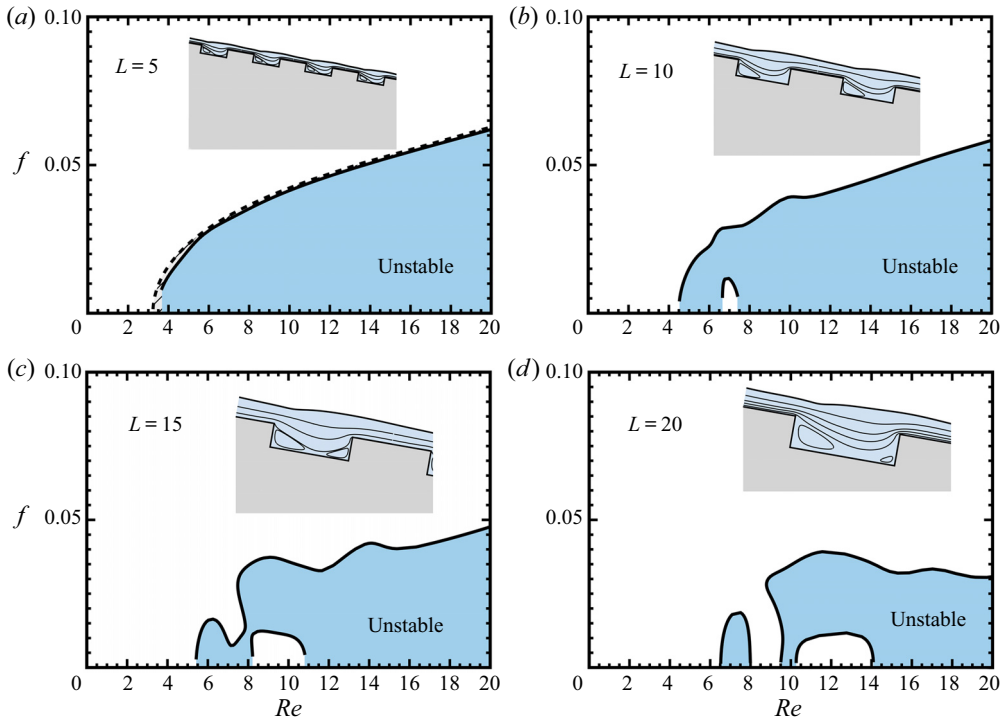 (a)
0.10
L = 5
f
0.05
Unstable
0 2 4 6 8 10 12 14 16 18 20
(b)
0.10
L = 10
0.05
Unstable
0 2 4 6 8 10 12 14 16 18 20
(c)
0.10
L = 15
f
0.05
Unstable
0 2 4 6 8 10 12 14 16 18 20
Re
(d)
0.10
L = 20
0.05
Unstable
0 2 4 6 8 10 12 14 16 18 20
Re